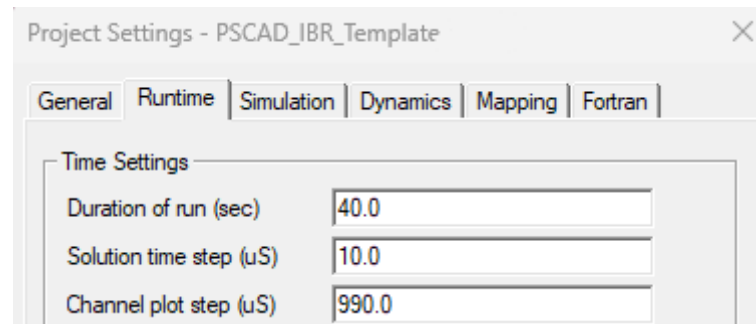 Project Settings - PSCAD_IBR_Template
General Runtime Simulation Dynamics Mapping Fortran
Time Settings
Duration of run (sec) 40.0
Solution time step (uS) 10.0
Channel plot step (uS) 990.0